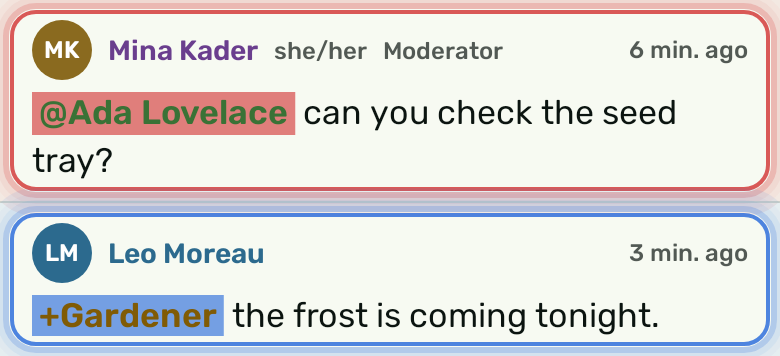 MK Mina Kader she/her Moderator 6 min. ago
@Ada Lovelace can you check the seed
tray?
LM Leo Moreau 3 min. ago
+Gardener the frost is coming tonight.